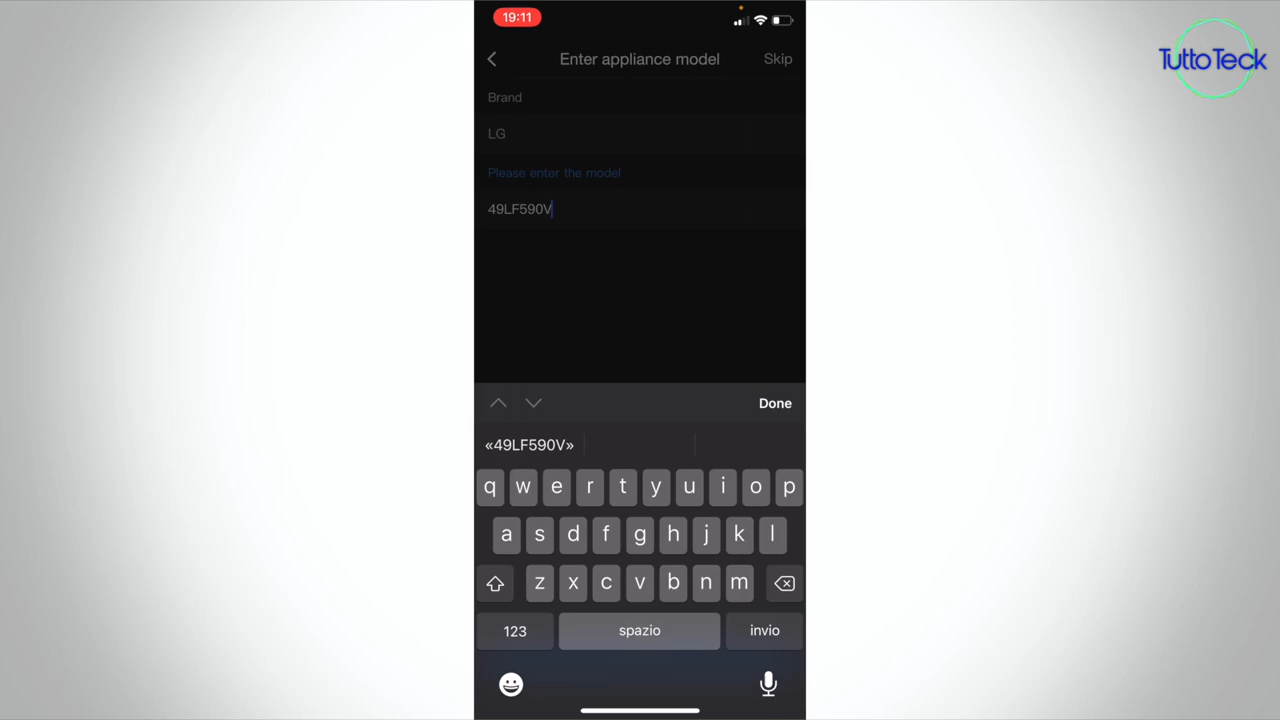 19:11
TuttoTeck
Enter appliance model
Skip
Brand
LG
Please enter the model
49LF590V
Done
«49LF590V»
q w e r t y u i o p
a s d f g h j k l
z x c v b n m
123 spazio invio